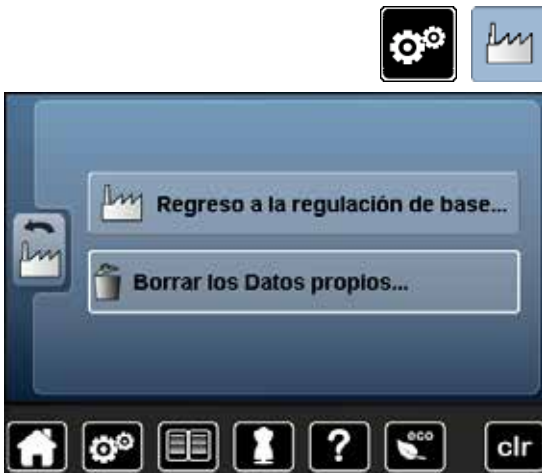 Regreso a la regulación de base...
Borrar los Datos propios...
?
eco
clr